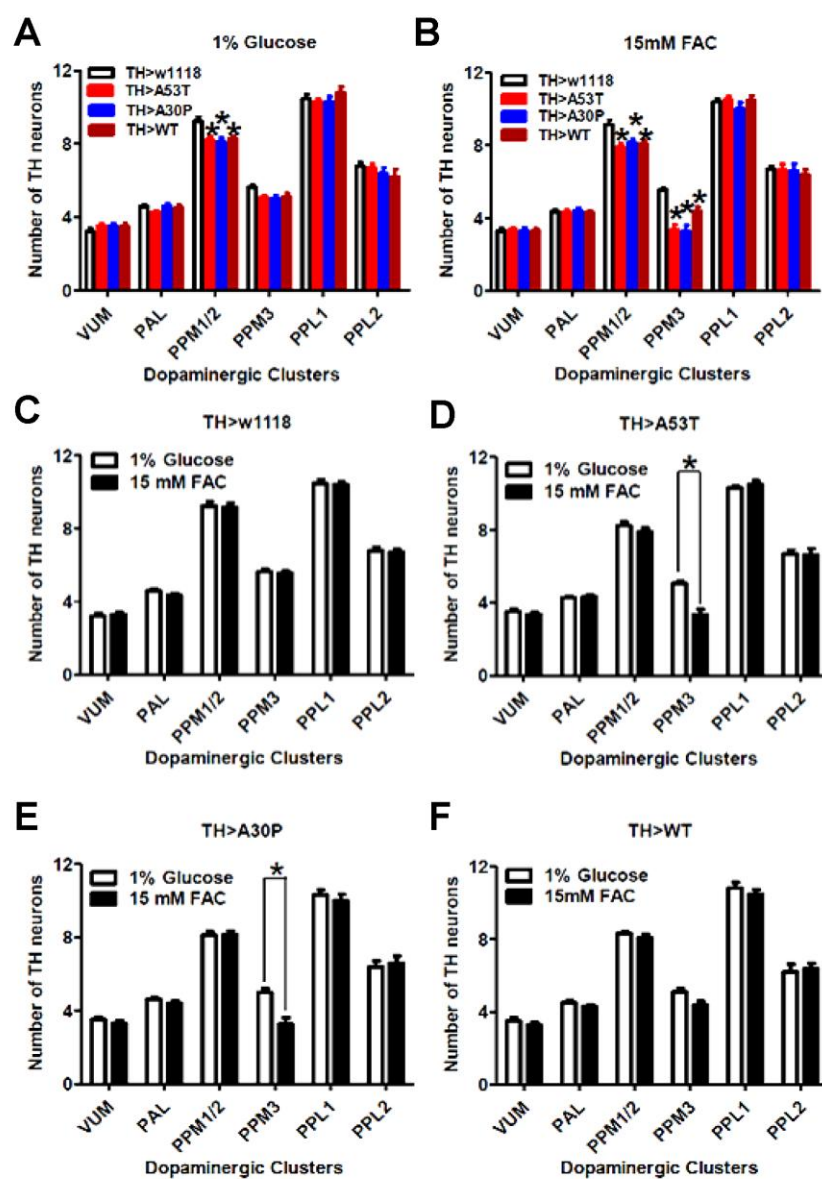 A
1% Glucose
12
8
4
0
Number of TH neurons
TH>w1118
TH>A53T
TH>A30P
TH>WT
* * *
VUM
PAL
PPM1/2
PPM3
PPL1
PPL2
Dopaminergic Clusters
B
15mM FAC
12
8
4
0
Number of TH neurons
TH>w1118
TH>A53T
TH>A30P
TH>WT
* * *
* * *
VUM
PAL
PPM1/2
PPM3
PPL1
PPL2
Dopaminergic Clusters
C
TH>w1118
12
8
4
0
Number of TH neurons
1% Glucose
15 mM FAC
VUM
PAL
PPM1/2
PPM3
PPL1
PPL2
Dopaminergic Clusters
D
TH>A53T
12
8
4
0
Number of TH neurons
1% Glucose
15 mM FAC
*
VUM
PAL
PPM1/2
PPM3
PPL1
PPL2
Dopaminergic Clusters
E
TH>A30P
12
8
4
0
Number of TH neurons
1% Glucose
15 mM FAC
*
VUM
PAL
PPM1/2
PPM3
PPL1
PPL2
Dopaminergic Clusters
F
TH>WT
12
8
4
0
Number of TH neurons
1% Glucose
15mM FAC
VUM
PAL
PPM1/2
PPM3
PPL1
PPL2
Dopaminergic Clusters